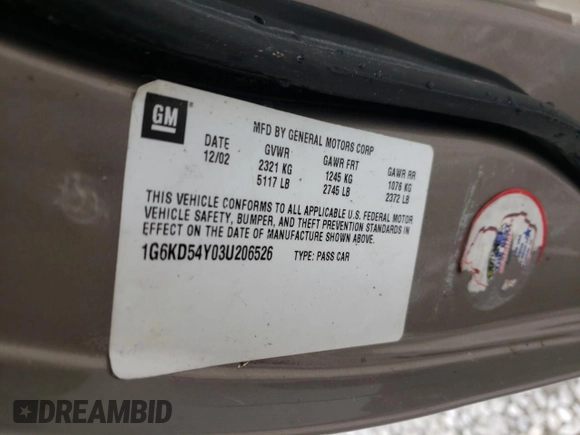 GM
MFD BY GENERAL MOTORS CORP
DATE GVWR GAWR FRT GAWR RR
12/02 2321 KG 1245 KG 1076 KG
5117 LB 2745 LB 2372 LB
THIS VEHICLE CONFORMS TO ALL APPLICABLE U.S. FEDERAL MOTOR
VEHICLE SAFETY, BUMPER, AND THEFT PREVENTION STANDARDS IN
EFFECT ON THE DATE OF MANUFACTURE SHOWN ABOVE.
1G6KD54Y03U206526 TYPE: PASS CAR
DREAMBID